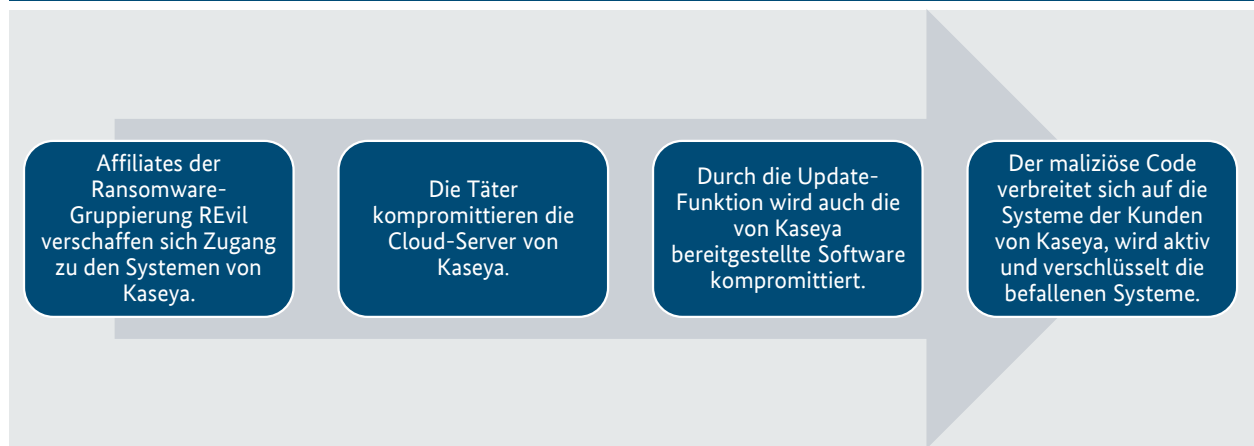 Affiliates der
Ransomware-
Gruppierung REvil
verschaffen sich Zugang
zu den Systemen von
Kaseya.
Die Täter
kompromittieren die
Cloud-Server von
Kaseya.
Durch die Update-
Funktion wird auch die
von Kaseya
bereitgestellte Software
kompromittiert.
Der maliziöse Code
verbreitet sich auf die
Systeme der Kunden
von Kaseya, wird aktiv
und verschlüsselt die
befallenen Systeme.